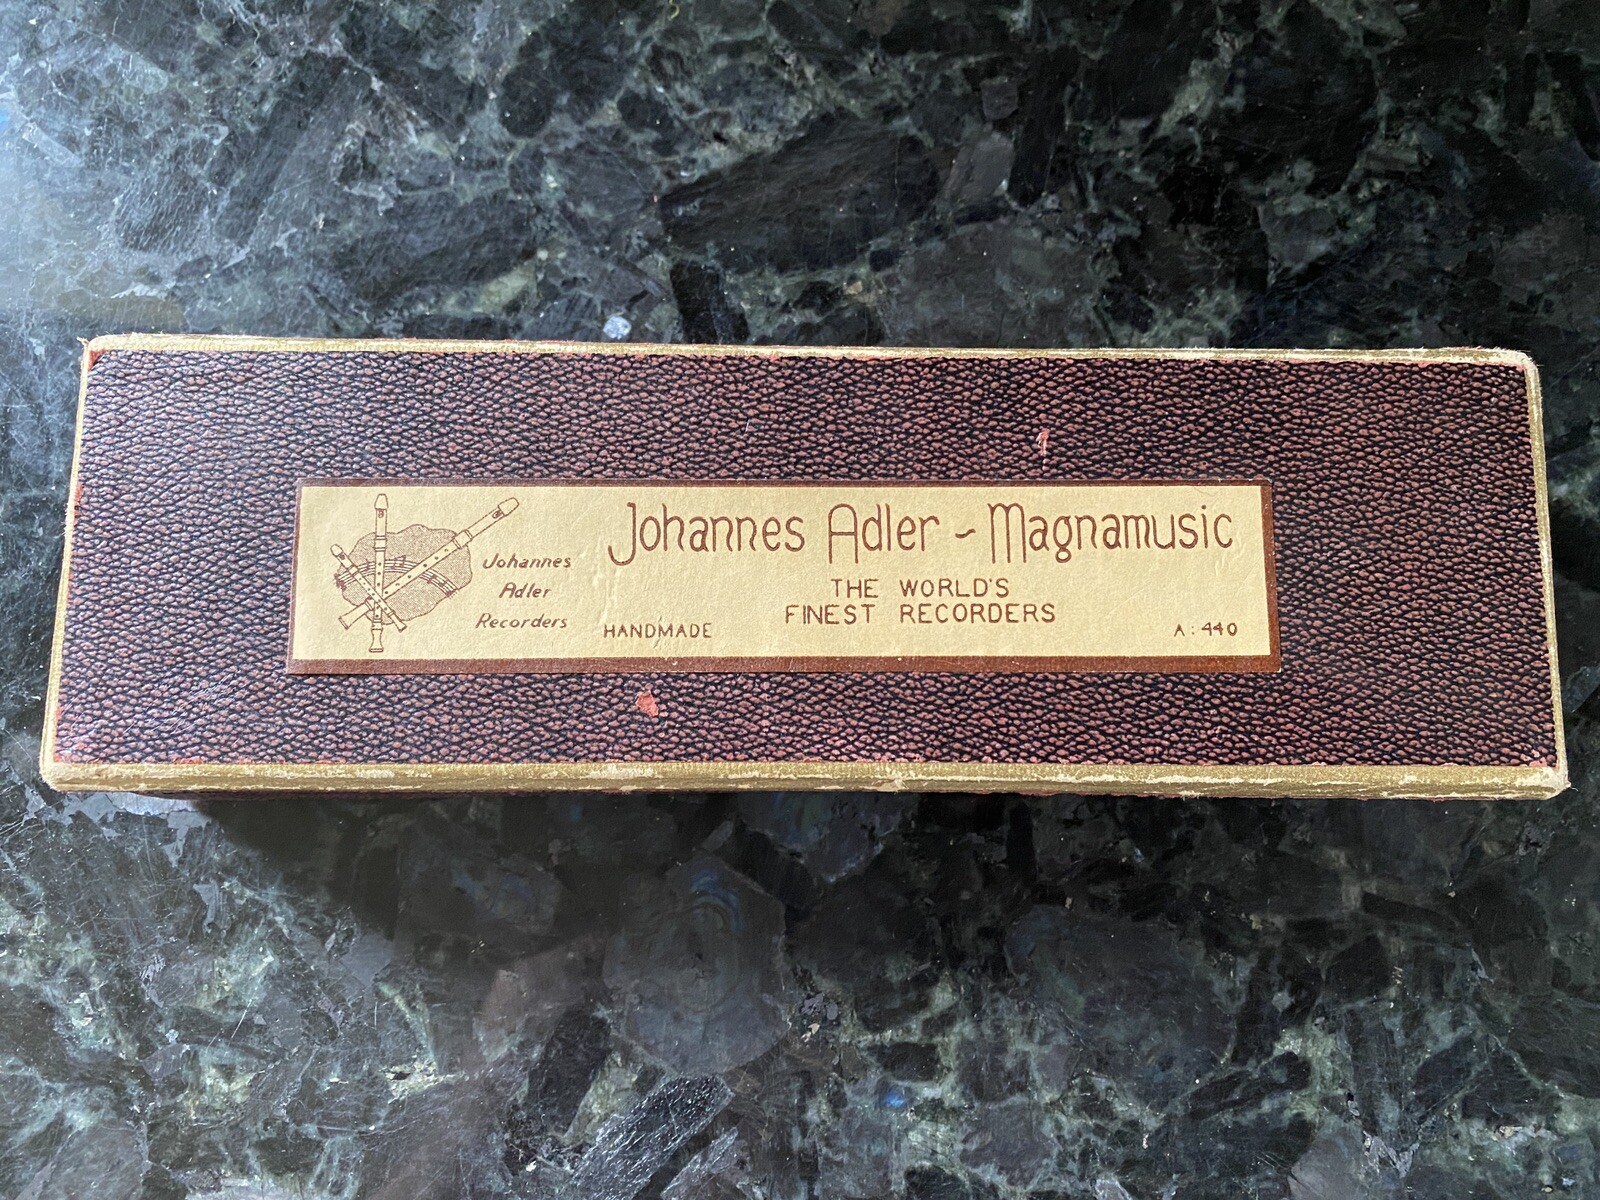 Johannes
Adler
Recorders
Johannes Adler - Magnamusic
THE WORLD'S
FINEST RECORDERS
HANDMADE
A: 440